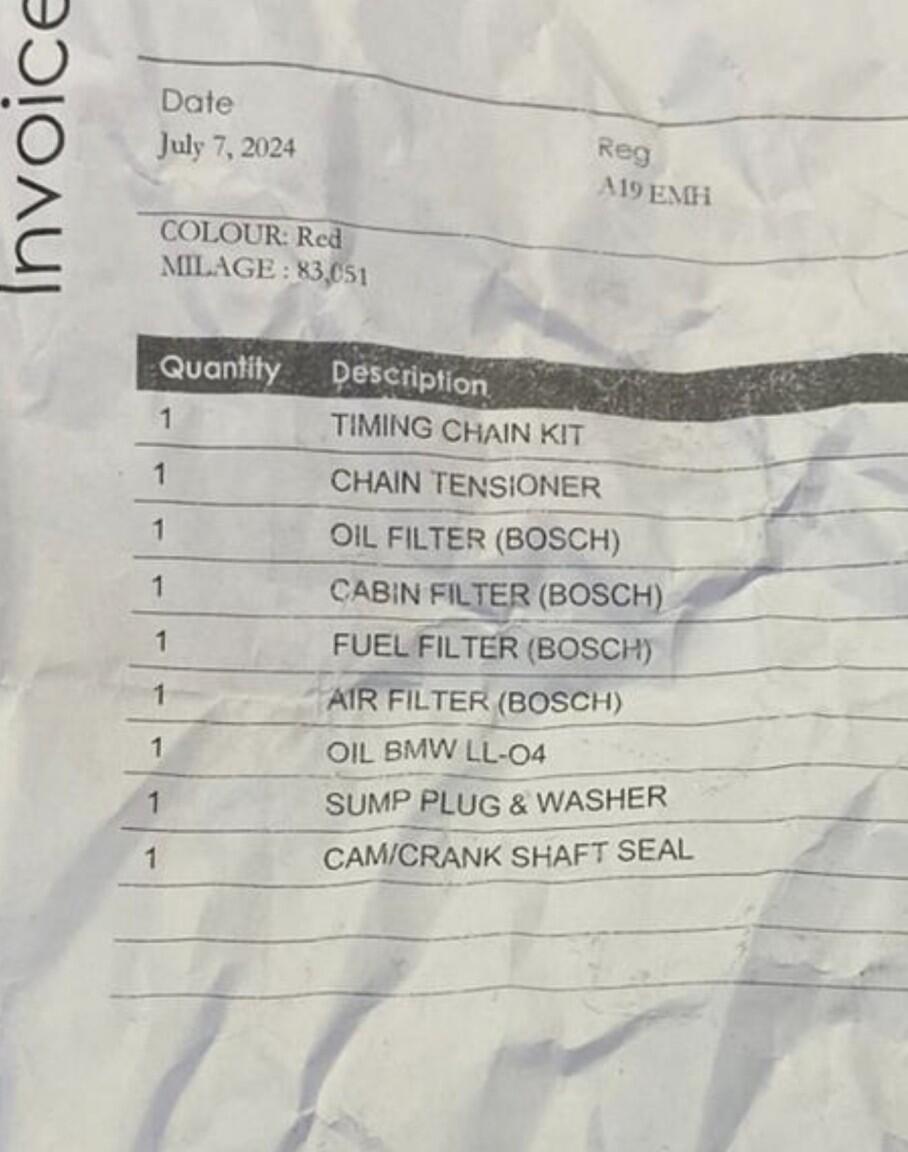 Invoice
Date
July 7, 2024
Reg
A19 EMH
COLOUR: Red
MILAGE : 83,051
Quantity Description
1 TIMING CHAIN KIT
1 CHAIN TENSIONER
1 OIL FILTER (BOSCH)
1 CABIN FILTER (BOSCH)
1 FUEL FILTER (BOSCH)
1 AIR FILTER (BOSCH)
1 OIL BMW LL-O4
1 SUMP PLUG & WASHER
1 CAM/CRANK SHAFT SEAL